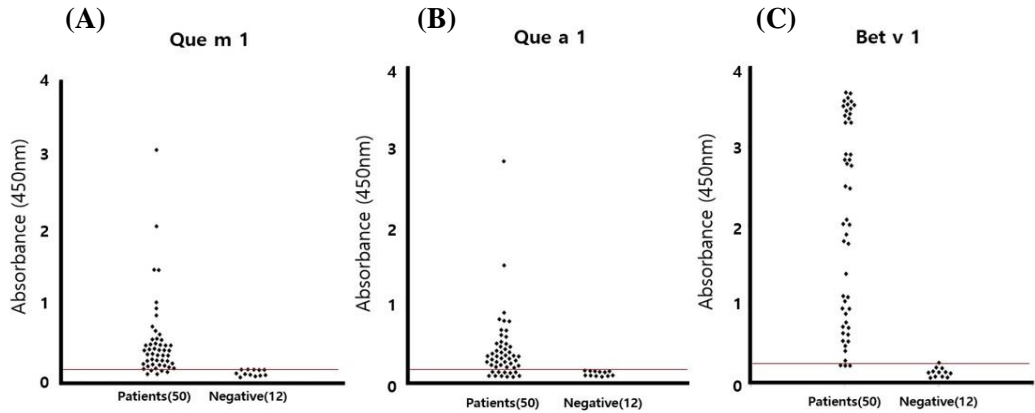 (A)
Que m 1
4
3
2
1
0
Absorbance (450nm)
Patients(50) Negative(12)
(B)
Que a 1
4
3
2
1
0
Absorbance (450nm)
Patients(50) Negative(12)
(C)
Bet v 1
4
3
2
1
0
Absorbance (450nm)
Patients(50) Negative(12)